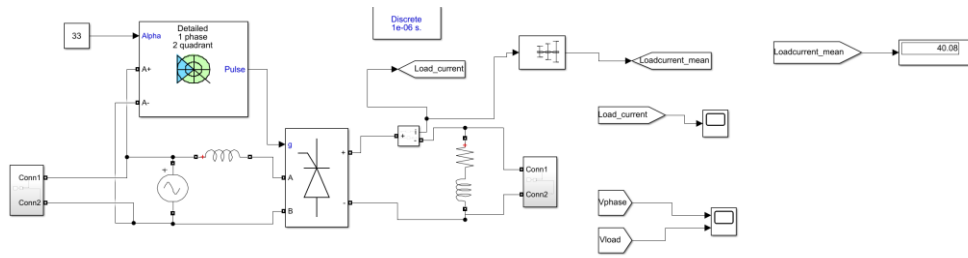 Discrete
1e-06 s.
33
Alpha
Detailed
1 phase
2 quadrant
A+
Pulse
A-
Load_current
Loadcurrent_mean
Loadcurrent_mean
40.08
Load_current
g
+
i
-
+
A
B
-
Conn1
Conn2
+
+
Conn1
Conn2
Vphase
Vload